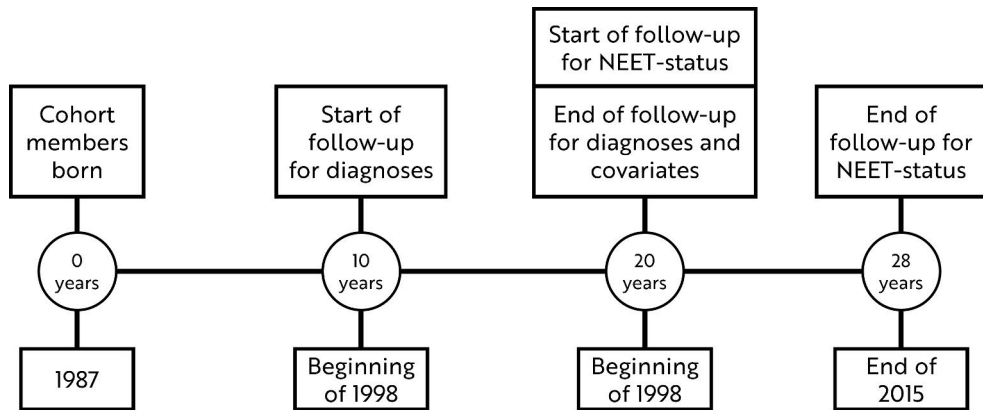 Cohort
members
born
Start of
follow-up
for diagnoses
Start of follow-up
for NEET-status
End of follow-up
for diagnoses and
covariates
End of
follow-up for
NEET-status
0
years
10
years
20
years
28
years
1987
Beginning
of 1998
Beginning
of 1998
End of
2015